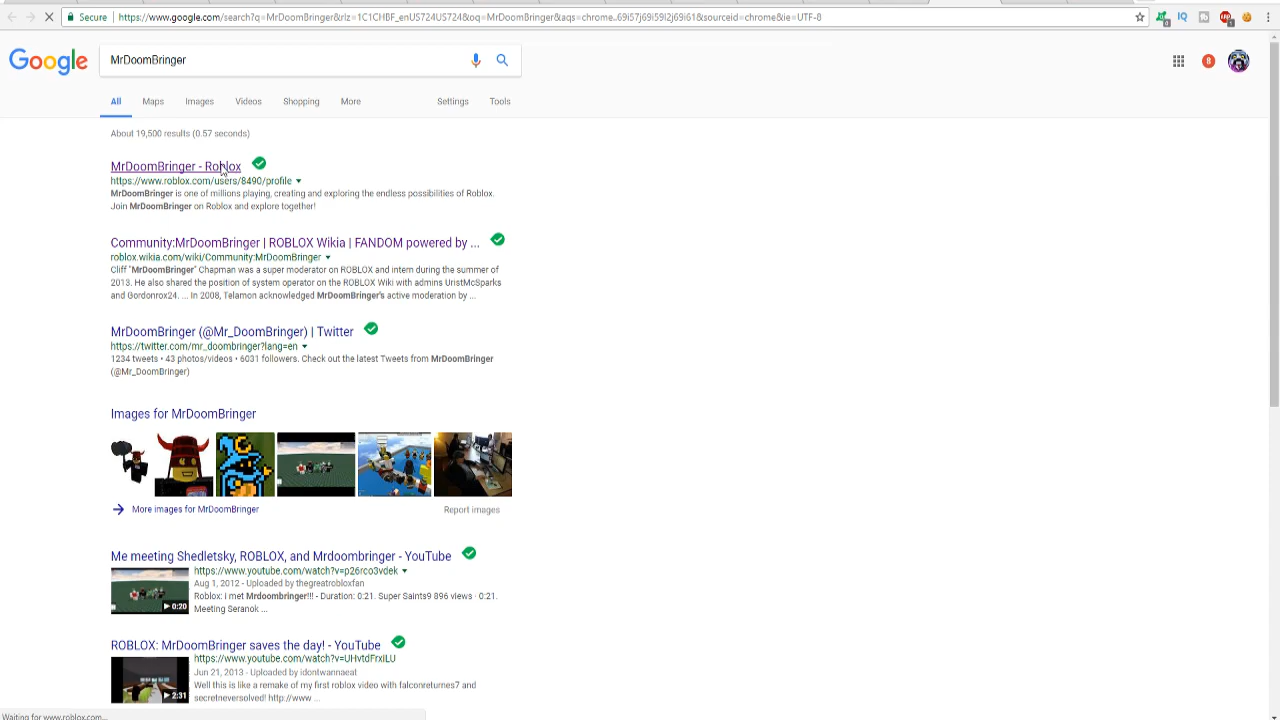 Secure https://www.google.com/search?q=MrDoomBringer&rlz=1C1CHBF_enUS724US724&oq=MrDoomBringer&aqs=chrome..69i57j69i59l2j69i61&sourceid=chrome&ie=UTF-8
Google MrDoomBringer 8
All Maps Images Videos Shopping More Settings Tools
About 19,500 results (0.57 seconds)
MrDoomBringer - Roblox
https://www.roblox.com/users/8490/profile
MrDoomBringer is one of millions playing, creating and exploring the endless possibilities of Roblox.
Join MrDoomBringer on Roblox and explore together!
Community:MrDoomBringer | ROBLOX Wikia | FANDOM powered by ...
roblox.wikia.com/wiki/Community:MrDoomBringer
Cliff "MrDoomBringer" Chapman was a super moderator on ROBLOX and intern during the summer of
2013. He also shared the position of system operator on the ROBLOX Wiki with admins UristMcSparks
and Gordonrox24. ... In 2008, Telamon acknowledged MrDoomBringer's active moderation by ...
MrDoomBringer (@Mr_DoomBringer) | Twitter
https://twitter.com/mr_doombringer?lang=en
1234 tweets • 43 photos/videos • 6031 followers. Check out the latest Tweets from MrDoomBringer
(@Mr_DoomBringer)
Images for MrDoomBringer
More images for MrDoomBringer Report images
Me meeting Shedletsky, ROBLOX, and Mrdoombringer - YouTube
https://www.youtube.com/watch?v=p26rco3vdek
Aug 1, 2012 - Uploaded by thegreatrobloxfan
Roblox: I met Mrdoombringer!!! - Duration: 0:21. Super Saints9 896 views · 0:21.
Meeting Seranok ...
0:20
ROBLOX: MrDoomBringer saves the day! - YouTube
https://www.youtube.com/watch?v=UHvtdFrxiLU
Jun 21, 2013 - Uploaded by idontwannaeat
Well this is like a remake of my first roblox video with falconreturnes7 and
secretneversolved! http://www ...
2:31
Waiting for www.roblox.com...